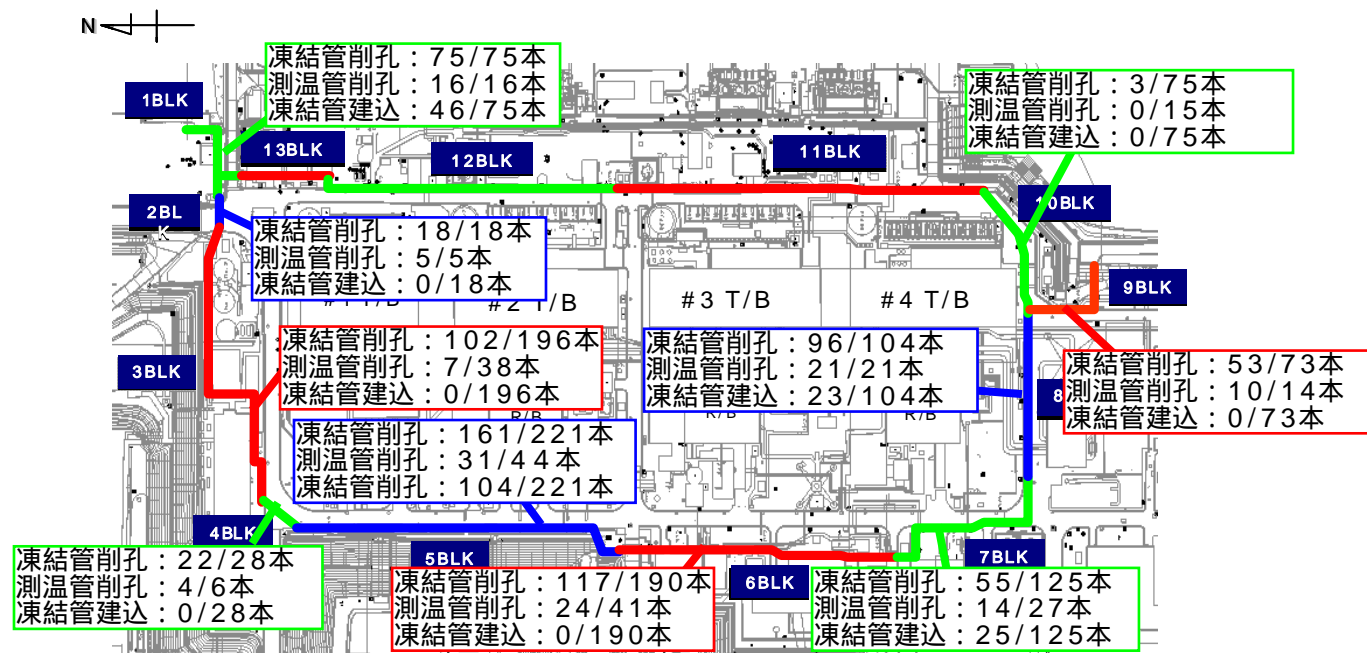 N
凍結管削孔：75/75本
測温管削孔：16/16本
凍結管建込：46/75本
凍結管削孔：3/75本
測温管削孔：0/15本
凍結管建込：0/75本
1BLK
13BLK
12BLK
11BLK
2BL
K
10BLK
凍結管削孔：18/18本
測温管削孔：5/5本
凍結管建込：0/18本
#2 T/B
#3 T/B
#4 T/B
9BLK
凍結管削孔：102/196本
測温管削孔：7/38本
凍結管建込：0/196本
凍結管削孔：96/104本
測温管削孔：21/21本
凍結管建込：23/104本
凍結管削孔：53/73本
測温管削孔：10/14本
凍結管建込：0/73本
3BLK
8
R/B
R/B
R/B
凍結管削孔：161/221本
測温管削孔：31/44本
凍結管削孔：104/221本
4BLK
5BLK
6BLK
7BLK
凍結管削孔：22/28本
測温管削孔：4/6本
凍結管建込：0/28本
凍結管削孔：117/190本
測温管削孔：24/41本
凍結管建込：0/190本
凍結管削孔：55/125本
測温管削孔：14/27本
凍結管建込：25/125本